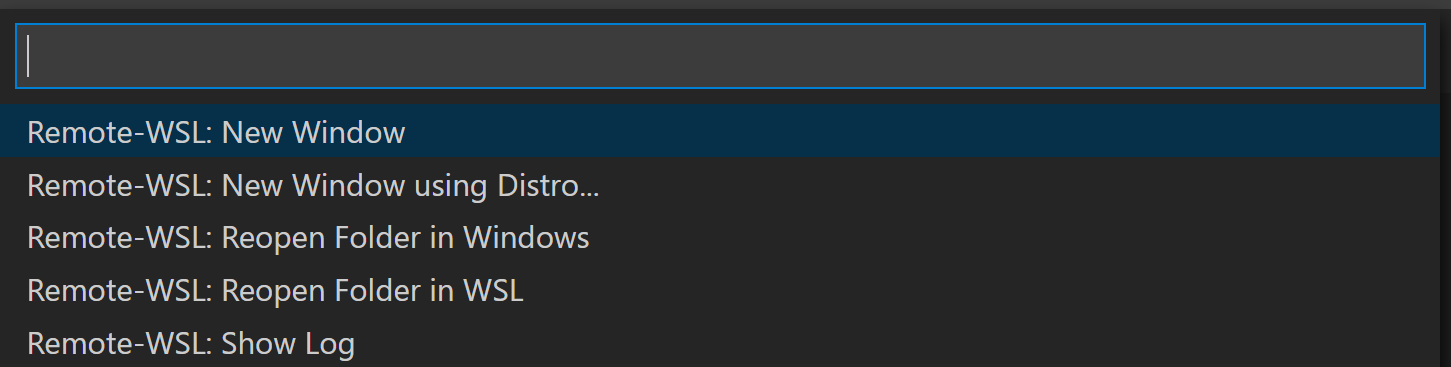 Remote-WSL: New Window
Remote-WSL: New Window using Distro...
Remote-WSL: Reopen Folder in Windows
Remote-WSL: Reopen Folder in WSL
Remote-WSL: Show Log